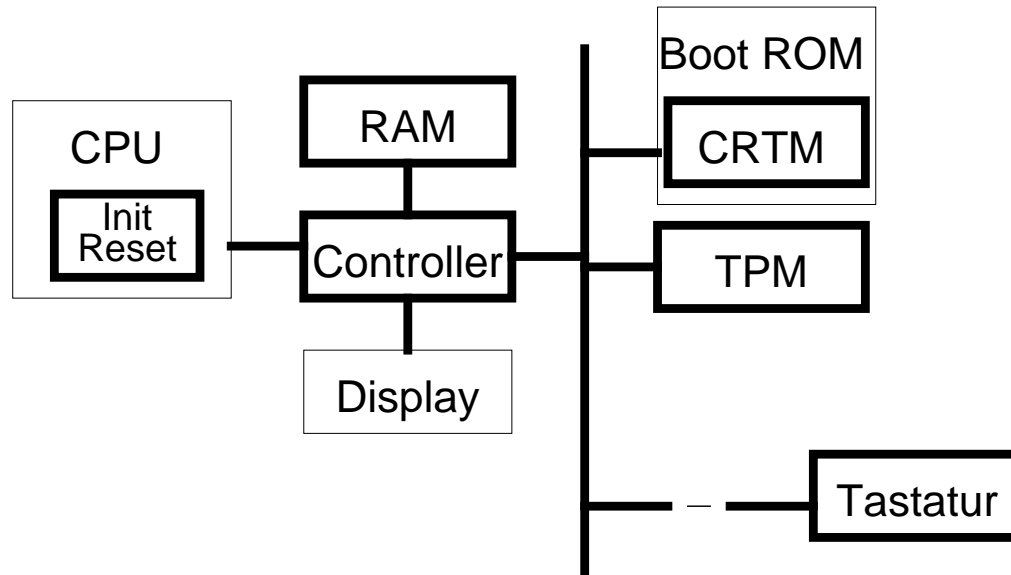 CPU
Init
Reset
RAM
Controller
Display
Boot ROM
CRTM
TPM
Tastatur